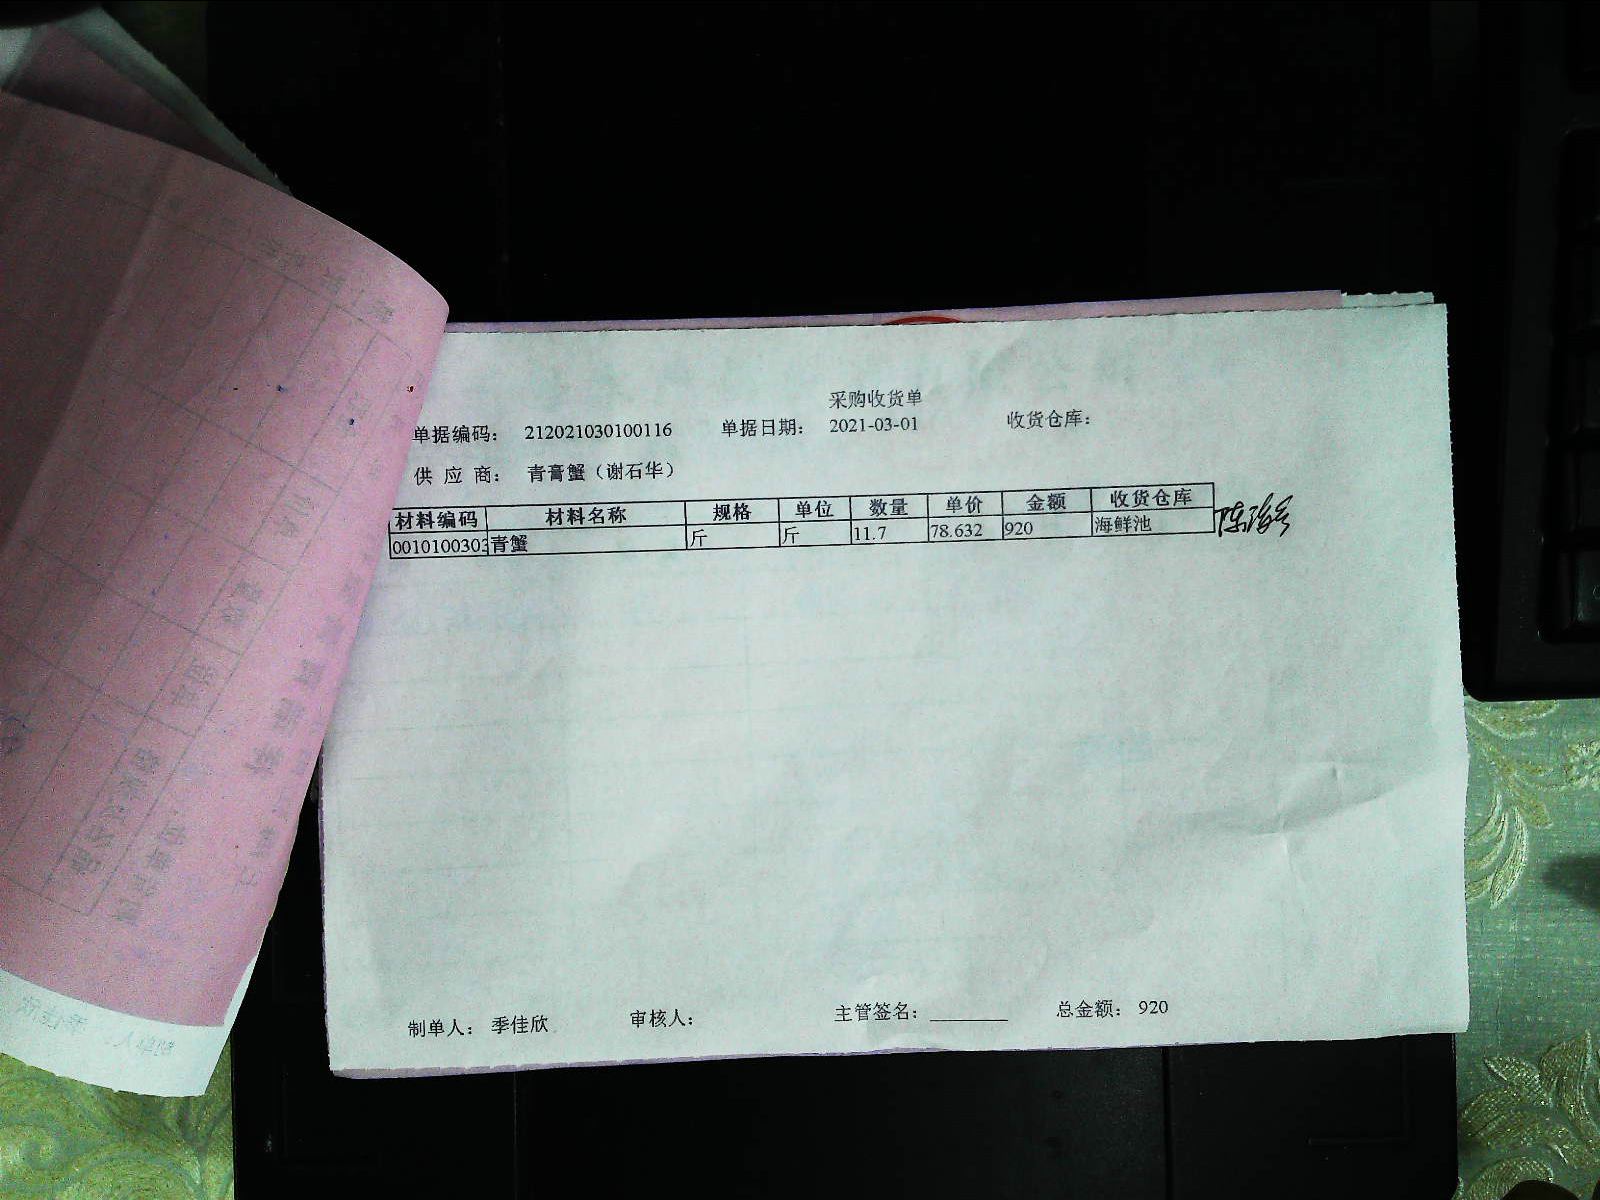 采购收货单
单据编码： 212021030100116 单据日期： 2021-03-01 收货仓库：
供 应 商： 青膏蟹（谢石华）
材料编码 材料名称 规格 单位 数量 单价 金额 收货仓库
0010100303 青蟹 斤 斤 11.7 78.632 920 海鲜池
制单人： 季佳欣 审核人： 主管签名：________ 总金额： 920